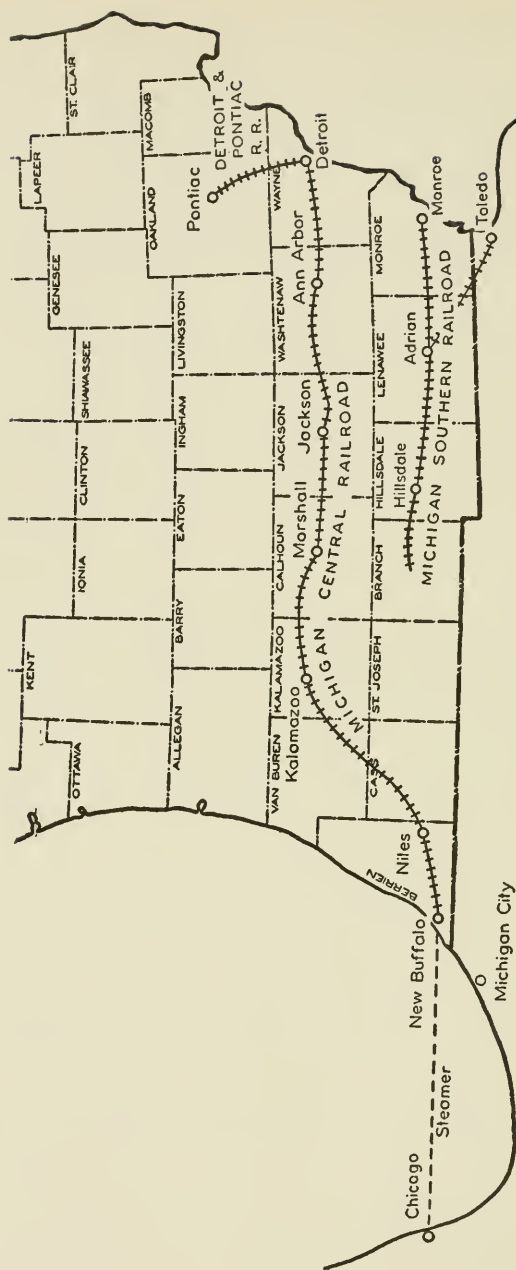 ST. CLAIR
LAPEER
MACOMB
GENESEE
OAKLAND
SHIAWASSEE
LIVINGSTON
CLINTON
INGHAM
IONIA
EATON
KENT
BARRY
OTTAWA
ALLEGAN
DETROIT &
PONTIAC
R. R.
Pontiac
Detroit
WAYNE
Ann Arbor
WASHTENAW
Jackson
JACKSON
Marshall
CALHOUN
Kalamazoo
KALAMAZOO
VAN BUREN
MICHIGAN CENTRAL RAILROAD
Monroe
MONROE
Toledo
Adrian
LENAWEE
Hillsdale
HILLSDALE
MICHIGAN SOUTHERN RAILROAD
BRANCH
ST. JOSEPH
CASS
Niles
BERRIEN
New Buffalo
Michigan City
Steamer
Chicago